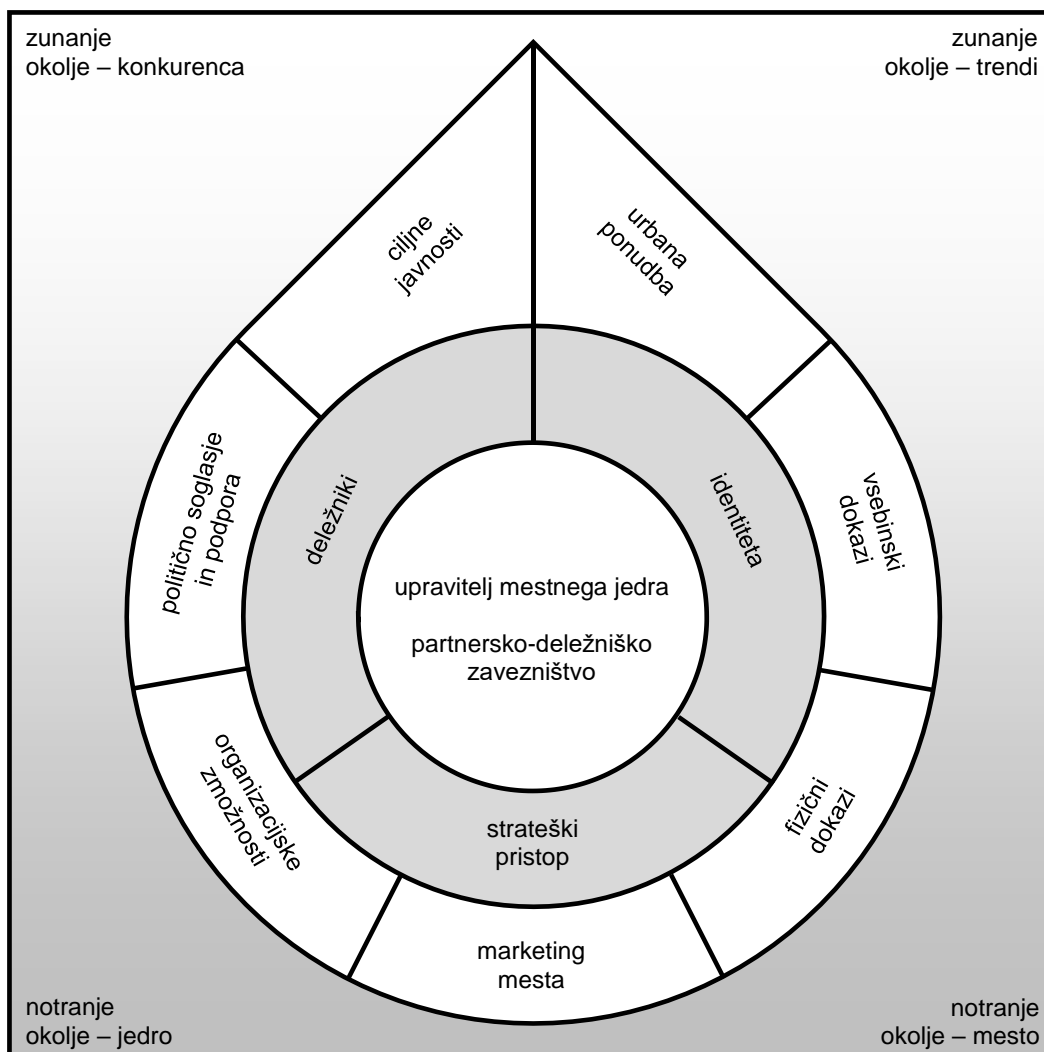 zunanje
okolje – konkurenca
zunanje
okolje – trendi
ciljne
javnosti
urbana
ponudba
politično soglasje
in podpora
deležniki
identiteta
vsebinski
dokazi
upravitelj mestnega jedra
partnersko-deležniško
zavezništvo
organizacijske
zmožnosti
strateški
pristop
fizični
dokazi
marketing
mesta
notranje
okolje – jedro
notranje
okolje – mesto